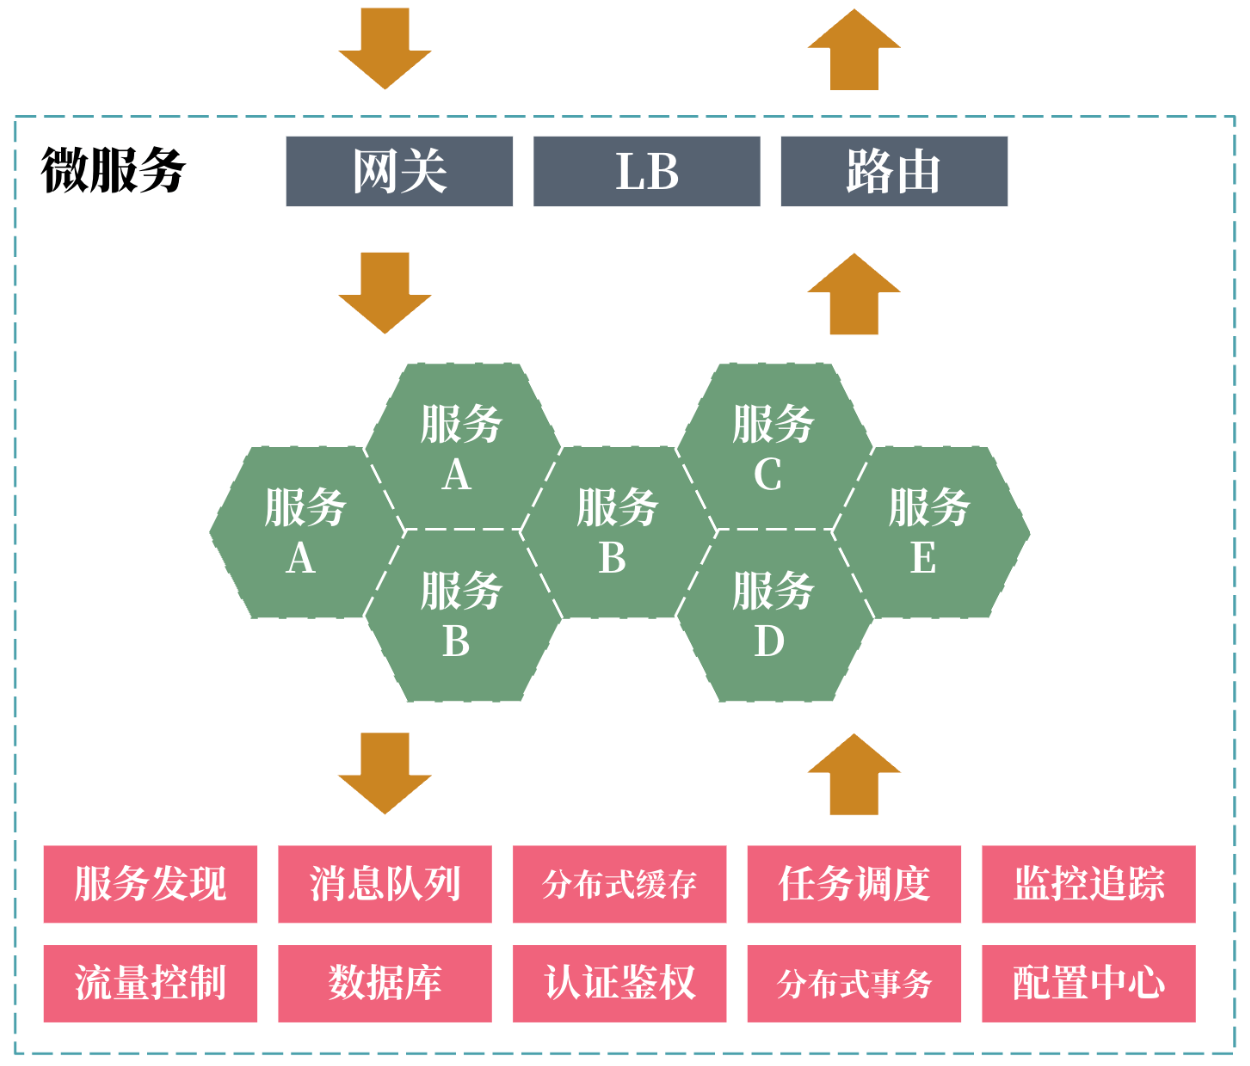 微服务
网关
LB
路由
服务
A
服务
C
服务
A
服务
B
服务
E
服务
B
服务
D
服务发现
消息队列
分布式缓存
任务调度
监控追踪
流量控制
数据库
认证鉴权
分布式事务
配置中心